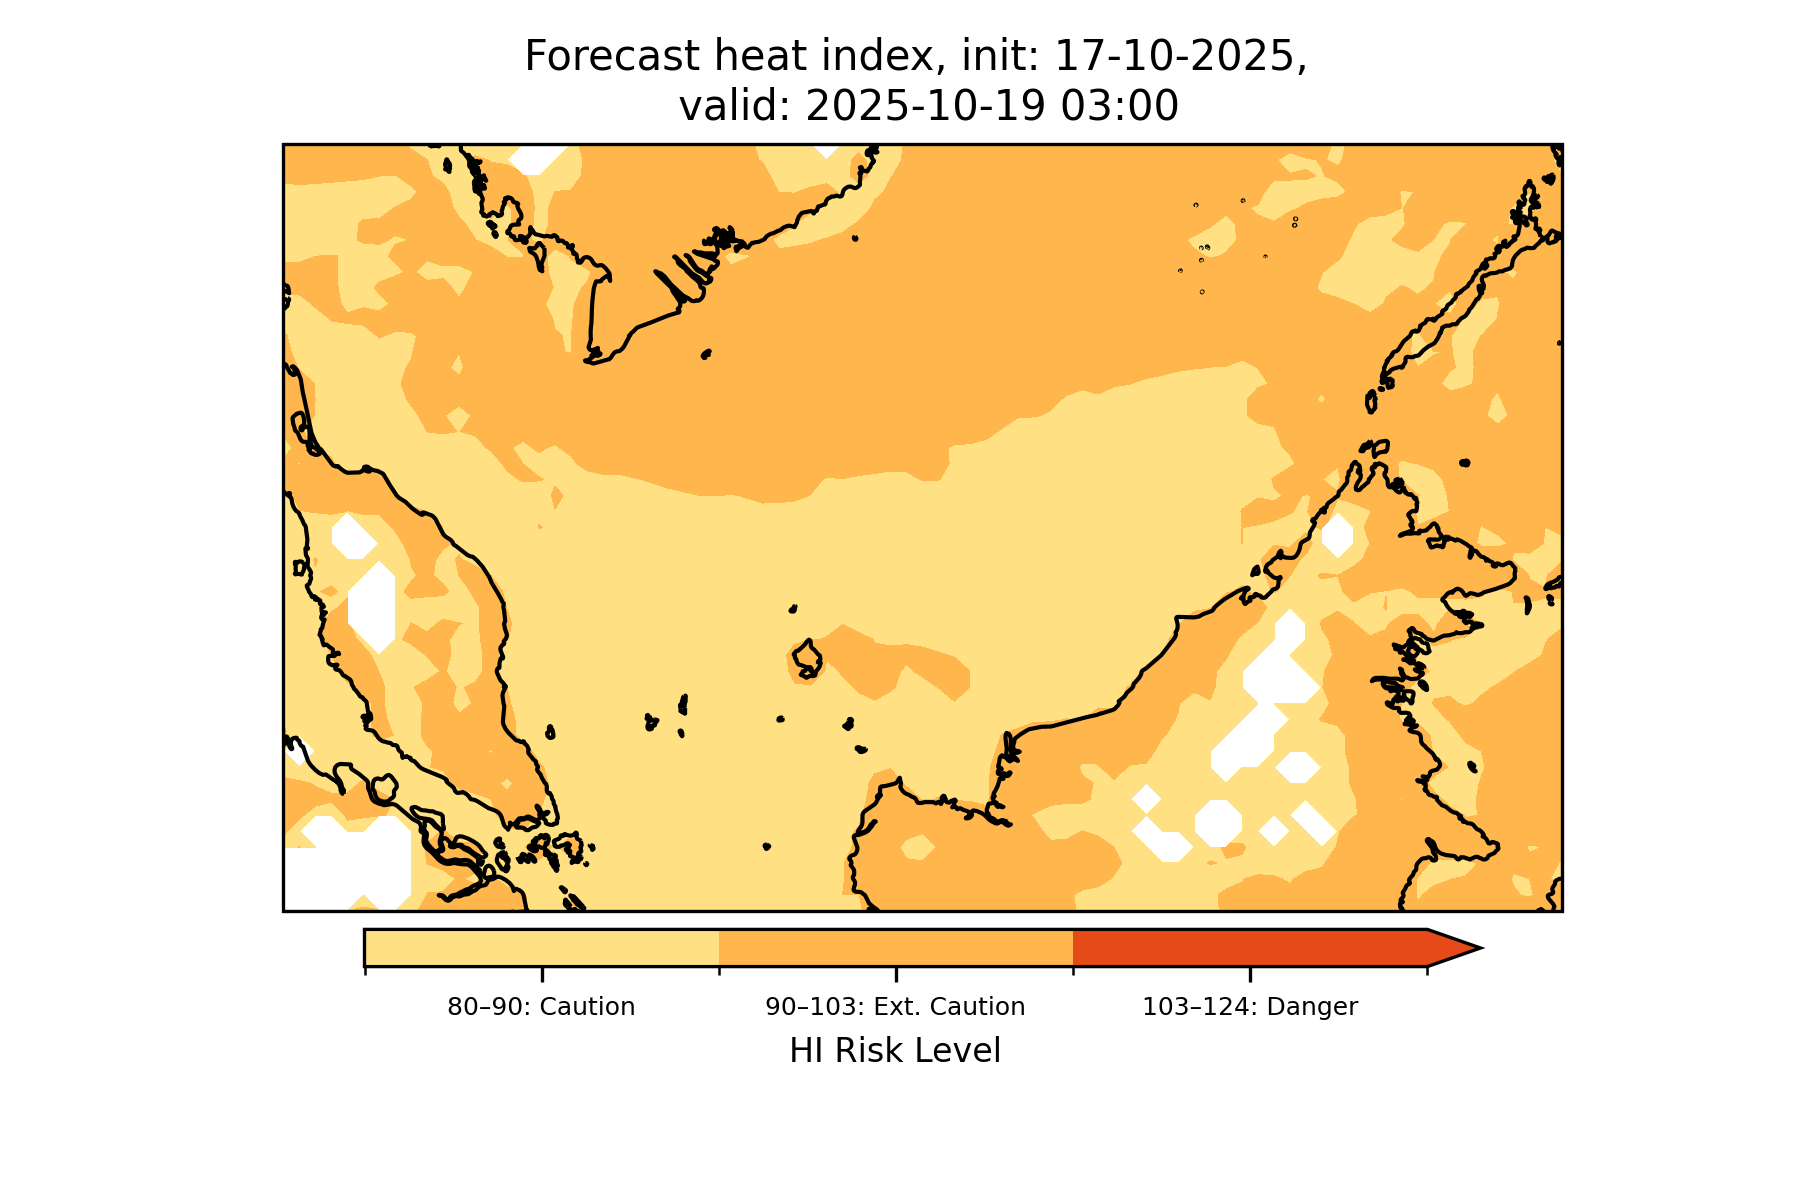 Forecast heat index, init: 17-10-2025,
valid: 2025-10-19 03:00
80–90: Caution
90–103: Ext. Caution
103–124: Danger
HI Risk Level